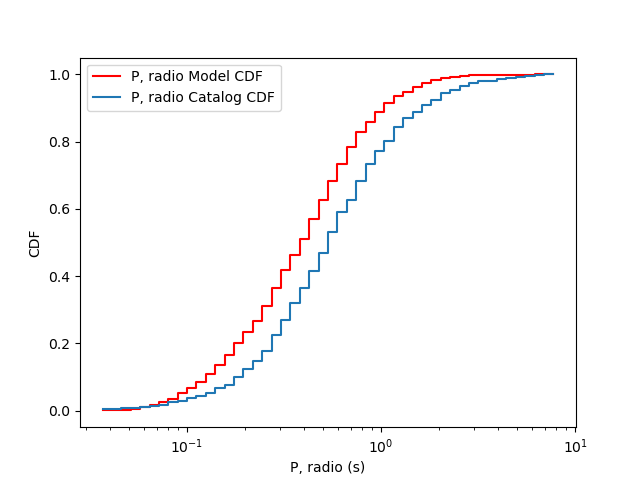 P, radio Model CDF
P, radio Catalog CDF
1.0
0.8
0.6
0.4
0.2
0.0
CDF
10⁻¹
10⁰
10¹
P, radio (s)